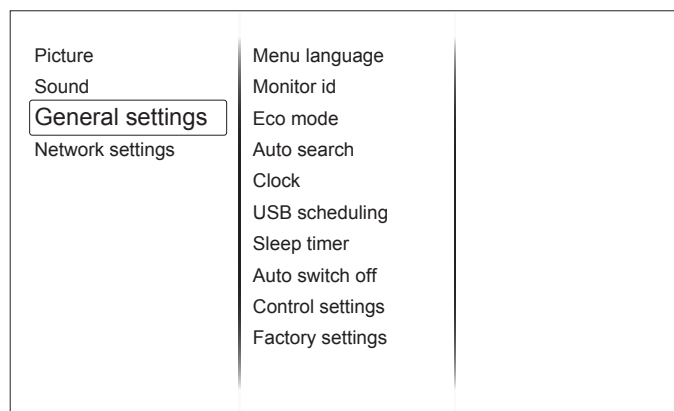 Picture
Sound
General settings
Network settings
Menu language
Monitor id
Eco mode
Auto search
Clock
USB scheduling
Sleep timer
Auto switch off
Control settings
Factory settings